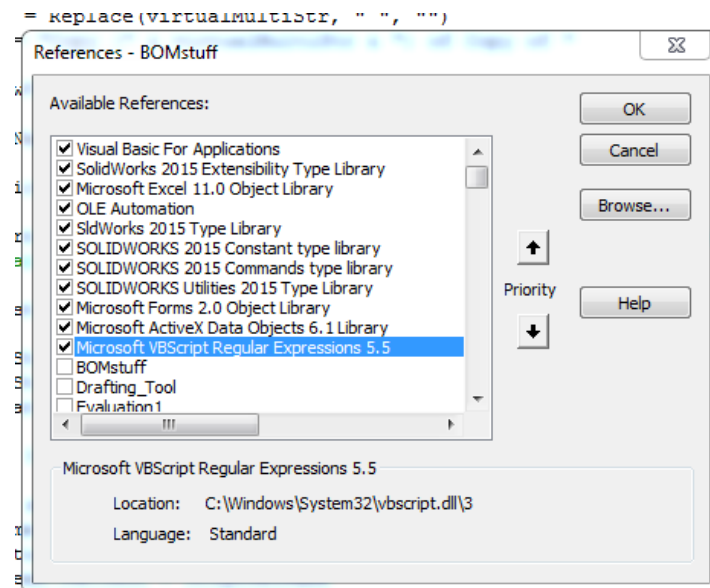 = Replace(virtualMultiStr, " ", "")
References - BOMstuff
Available References:
OK
Cancel
Browse...
Visual Basic For Applications
SolidWorks 2015 Extensibility Type Library
Microsoft Excel 11.0 Object Library
OLE Automation
SldWorks 2015 Type Library
SOLIDWORKS 2015 Constant type library
SOLIDWORKS 2015 Commands type library
SOLIDWORKS Utilities 2015 Type Library
Microsoft Forms 2.0 Object Library
Microsoft ActiveX Data Objects 6.1 Library
Microsoft VBScript Regular Expressions 5.5
BOMstuff
Drafting_Tool
Evaluation1
Priority
Help
Microsoft VBScript Regular Expressions 5.5
Location: C:\Windows\System32\vbscript.dll\3
Language: Standard